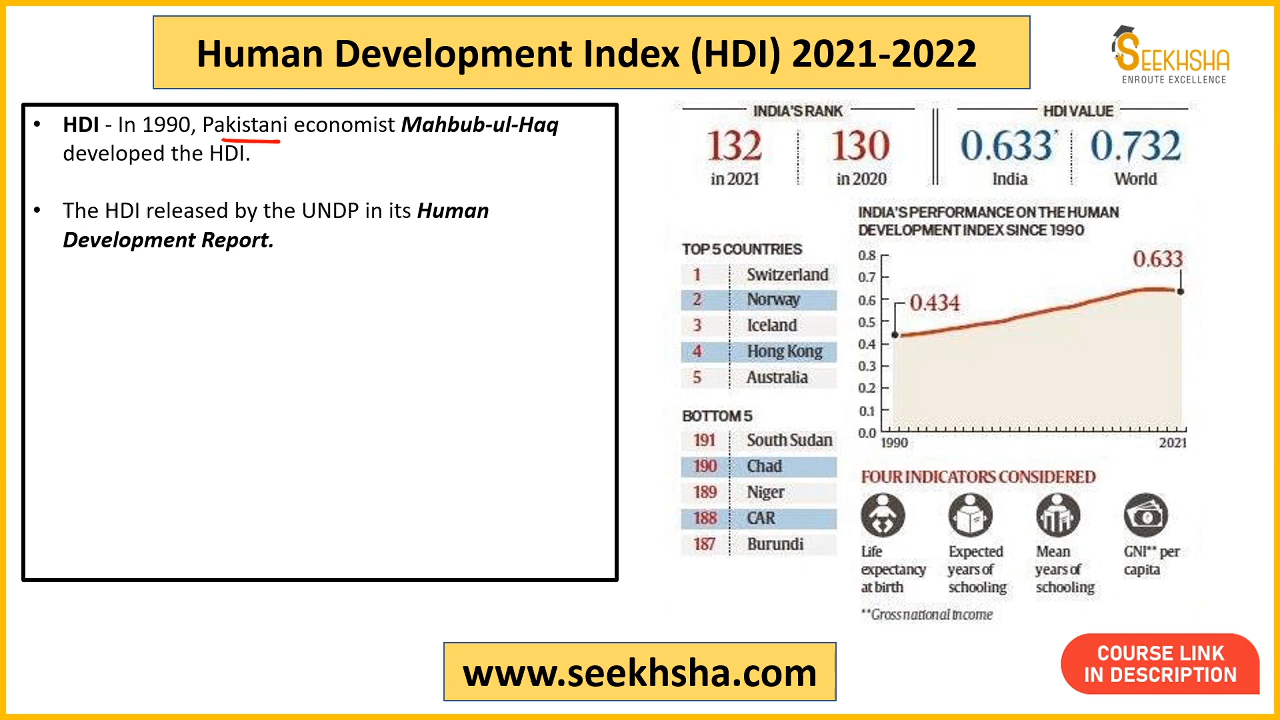 Human Development Index (HDI) 2021-2022
SEEKHSHA
ENROUTE EXCELLENCE
• HDI - In 1990, Pakistani economist Mahbub-ul-Haq
developed the HDI.
• The HDI released by the UNDP in its Human
Development Report.
INDIA'S RANK
132
in 2021
130
in 2020
HDI VALUE
0.633*
India
0.732
World
TOP 5 COUNTRIES
1 Switzerland
2 Norway
3 Iceland
4 Hong Kong
5 Australia
BOTTOM 5
191 South Sudan
190 Chad
189 Niger
188 CAR
187 Burundi
INDIA'S PERFORMANCE ON THE HUMAN
DEVELOPMENT INDEX SINCE 1990
0.8
0.7
0.6
0.5
0.4
0.3
0.2
0.1
0.0
0.434
0.633
1990
2021
FOUR INDICATORS CONSIDERED
Life
expectancy
at birth
Expected
years of
schooling
Mean
years of
schooling
GNI** per
capita
**Gross national income
www.seekhsha.com
COURSE LINK
IN DESCRIPTION